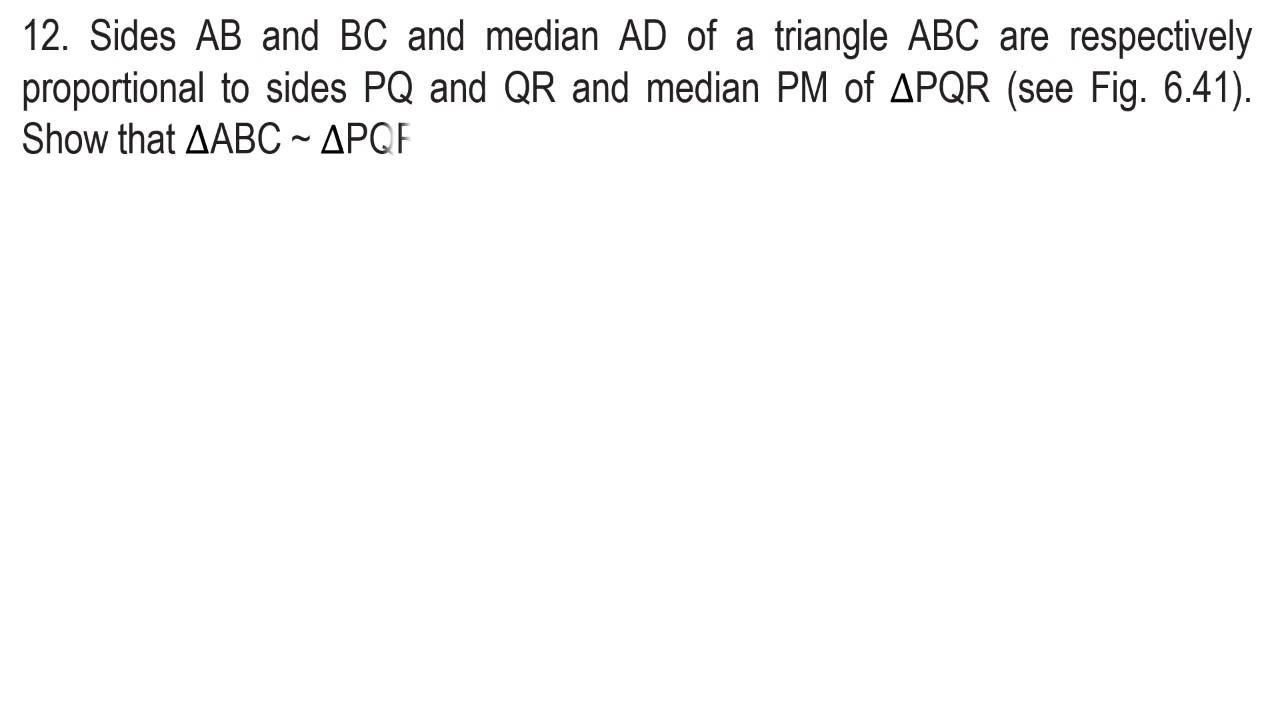 12. Sides AB and BC and median AD of a triangle ABC are respectively
proportional to sides PQ and QR and median PM of ΔPQR (see Fig. 6.41).
Show that ΔABC ~